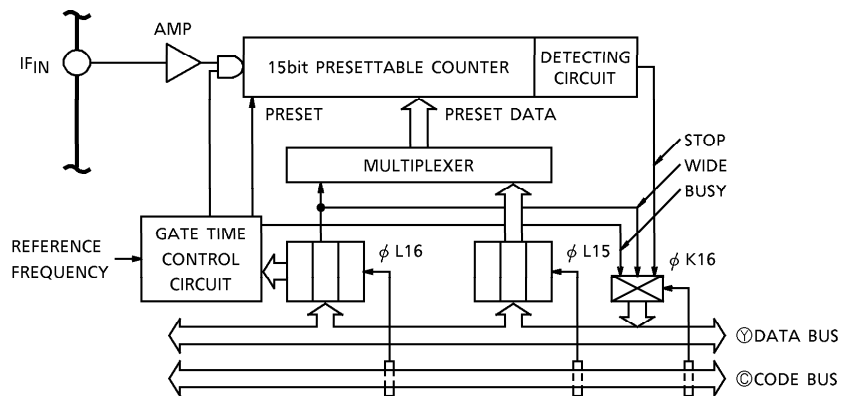 AMP
IFIN
15bit PRESETTABLE COUNTER
DETECTING
CIRCUIT
PRESET
PRESET DATA
STOP
WIDE
BUSY
MULTIPLEXER
REFERENCE
FREQUENCY
GATE TIME
CONTROL
CIRCUIT
ϕ L16
ϕ L15
ϕ K16
ⓎDATA BUS
ⒸCODE BUS